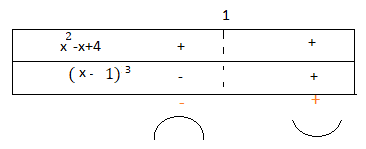 1
x²-x+4 + +
(x - 1)³ - +
- +